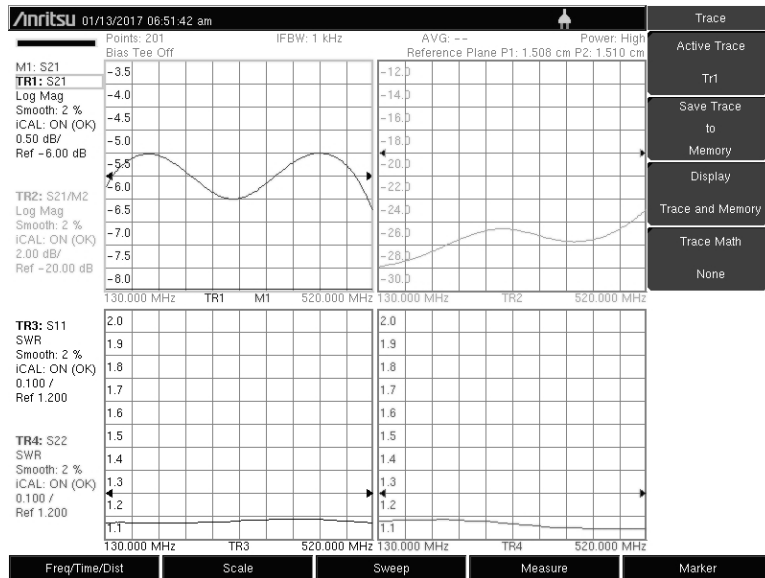 Anritsu 01/13/2017 06:51:42 am
Trace
Points: 201 IFBW: 1 kHz AVG: -- Power: High
Bias Tee Off Reference Plane P1: 1.508 cm P2: 1.510 cm
M1: S21
TR1: S21
Log Mag
Smooth: 2 %
iCAL: ON (OK)
0.50 dB/
Ref -6.00 dB
TR2: S21/M2
Log Mag
Smooth: 2 %
iCAL: ON (OK)
2.00 dB/
Ref -20.00 dB
-3.5
-4.0
-4.5
-5.0
-5.5
-6.0
-6.5
-7.0
-7.5
-8.0
130.000 MHz TR1 M1 520.000 MHz
-12.0
-14.0
-16.0
-18.0
-20.0
-22.0
-24.0
-26.0
-28.0
-30.0
130.000 MHz TR2 520.000 MHz
TR3: S11
SWR
Smooth: 2 %
iCAL: ON (OK)
0.100 /
Ref 1.200
TR4: S22
SWR
Smooth: 2 %
iCAL: ON (OK)
0.100 /
Ref 1.200
2.0
1.9
1.8
1.7
1.6
1.5
1.4
1.3
1.2
1.1
130.000 MHz TR3 520.000 MHz
2.0
1.9
1.8
1.7
1.6
1.5
1.4
1.3
1.2
1.1
130.000 MHz TR4 520.000 MHz
Active Trace
Tr1
Save Trace
to
Memory
Display
Trace and Memory
Trace Math
None
Freq/Time/Dist Scale Sweep Measure Marker